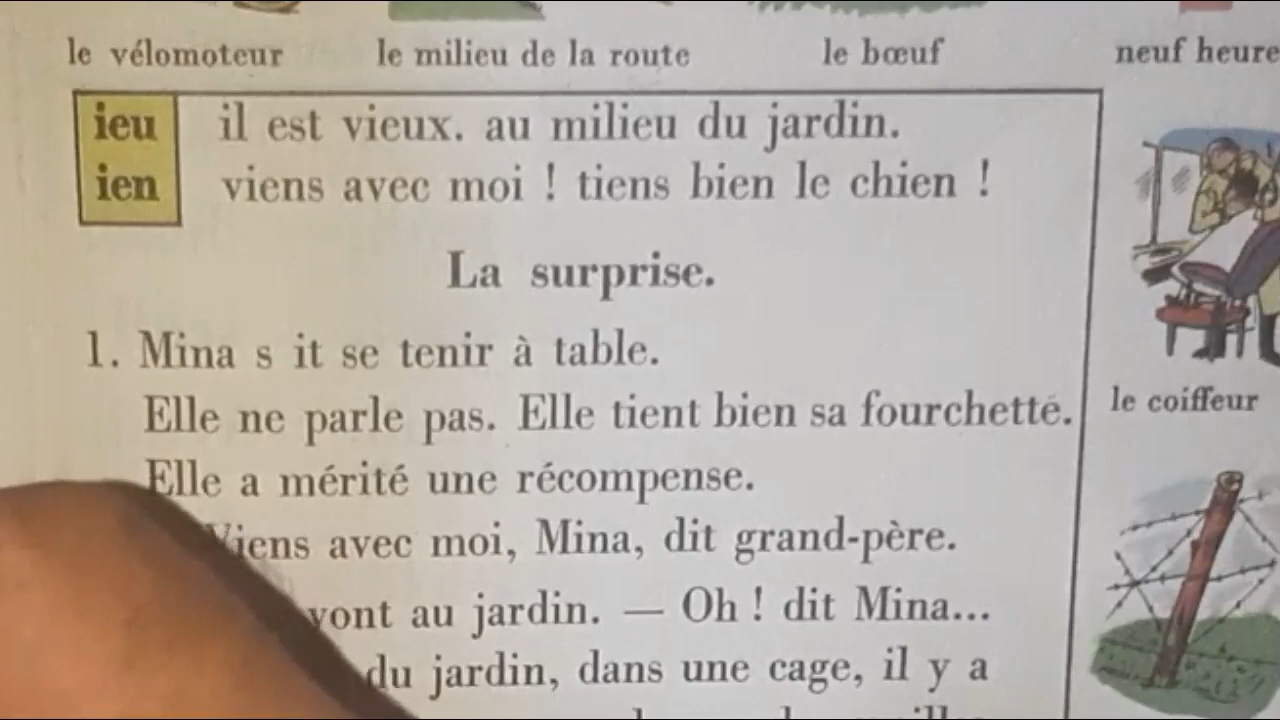 le vélomoteur le milieu de la route le bœuf neuf heure
ieu il est vieux. au milieu du jardin.
ien viens avec moi ! tiens bien le chien !
La surprise.
1. Mina s it se tenir à table.
Elle ne parle pas. Elle tient bien sa fourchette.
le coiffeur
Elle a mérité une récompense.
Viens avec moi, Mina, dit grand-père.
vont au jardin. — Oh ! dit Mina...
du jardin, dans une cage, il y a